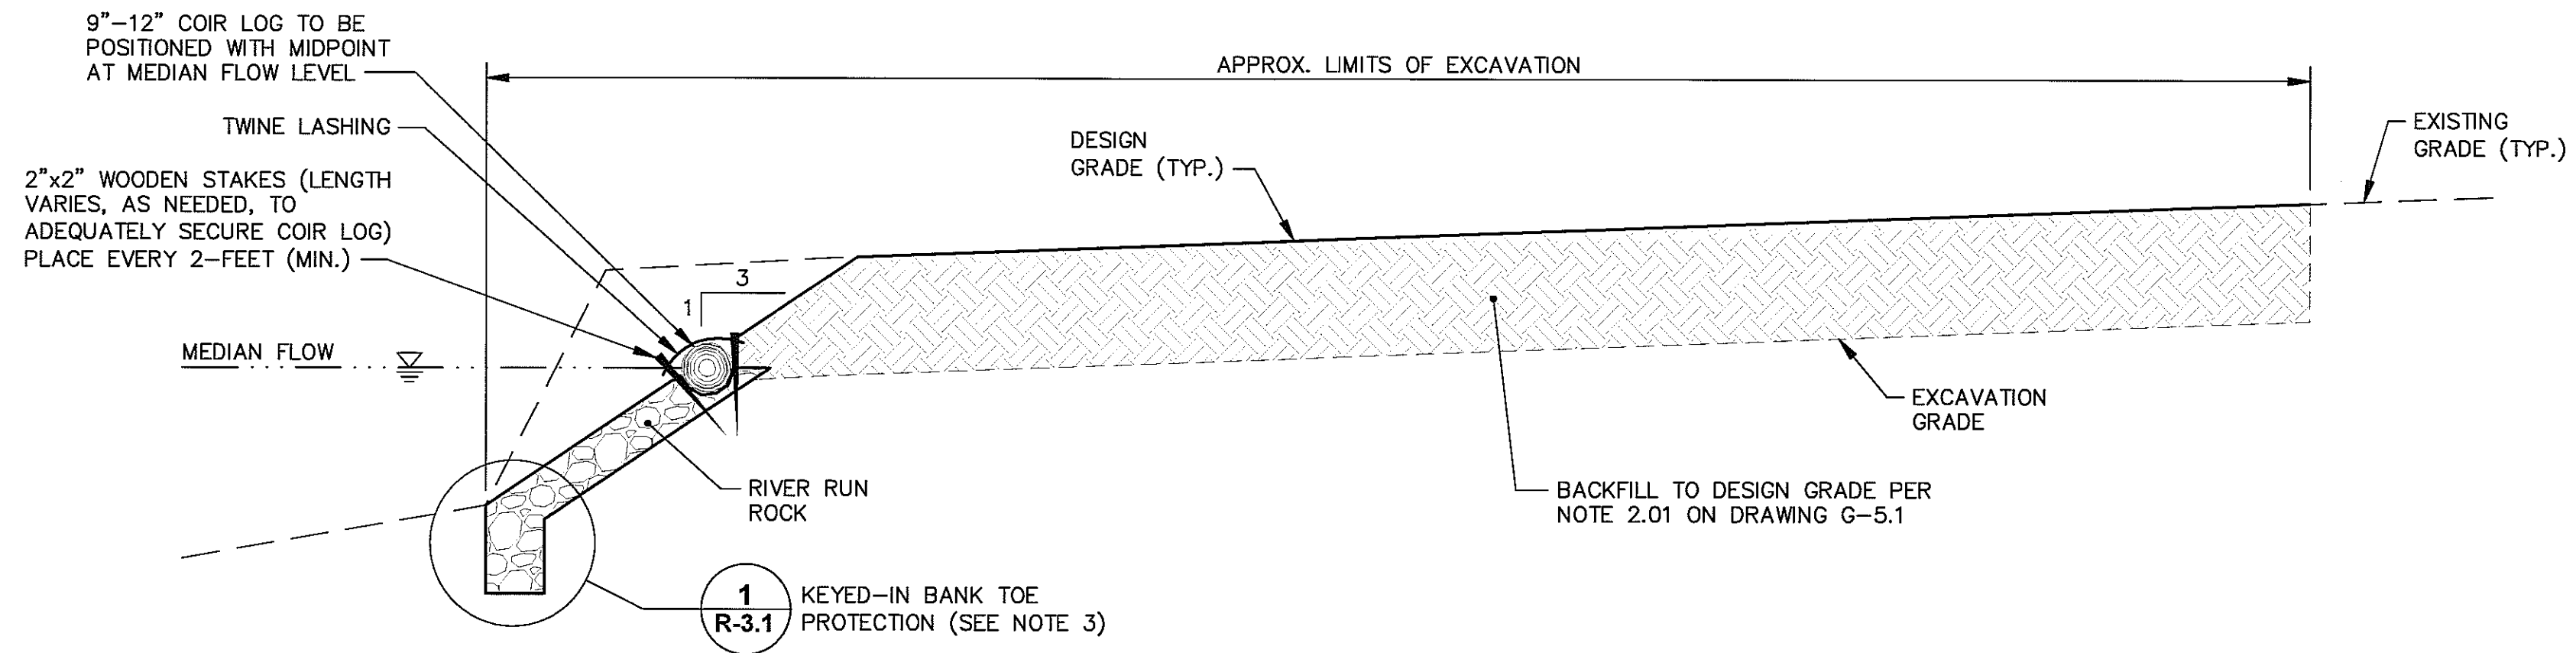 9”–12” COIR LOG TO BE
POSITIONED WITH MIDPOINT
AT MEDIAN FLOW LEVEL
TWINE LASHING
2”x2” WOODEN STAKES (LENGTH
VARIES, AS NEEDED, TO
ADEQUATELY SECURE COIR LOG)
PLACE EVERY 2–FEET (MIN.)
MEDIAN FLOW
APPROX. LIMITS OF EXCAVATION
DESIGN
GRADE (TYP.)
EXISTING
GRADE (TYP.)
3
1
EXCAVATION
GRADE
RIVER RUN
ROCK
BACKFILL TO DESIGN GRADE PER
NOTE 2.01 ON DRAWING G–5.1
1
R-3.1
KEYED–IN BANK TOE
PROTECTION (SEE NOTE 3)